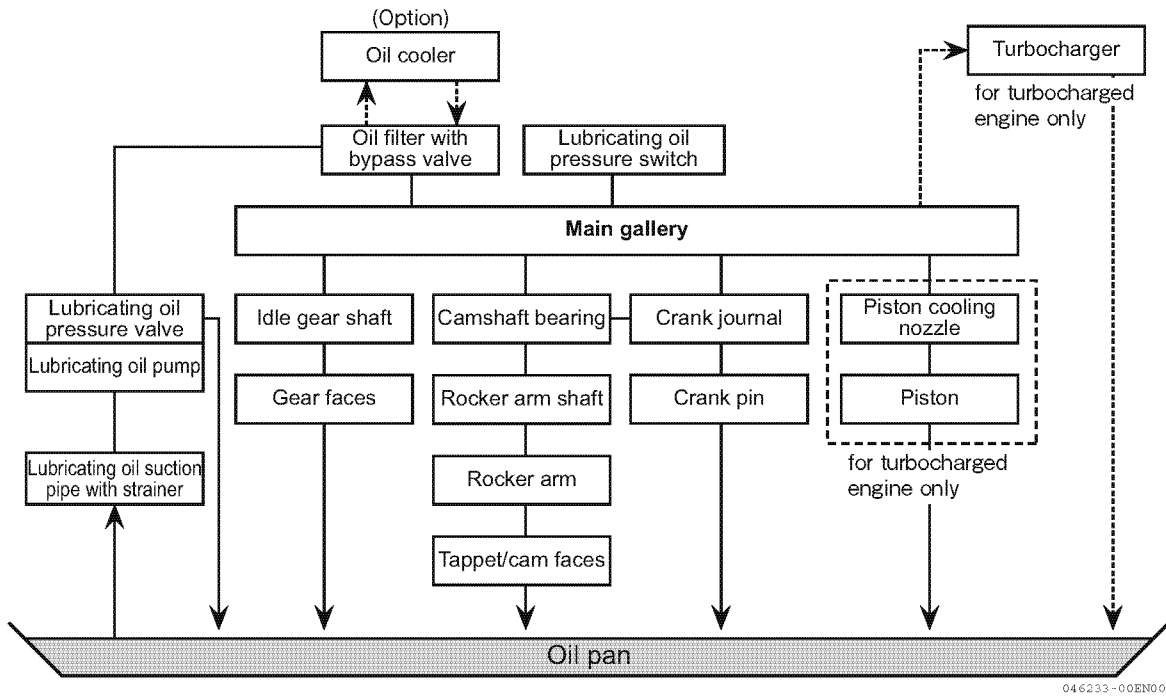 (Option)
Oil cooler
Turbocharger
for turbocharged
engine only
Oil filter with
bypass valve
Lubricating oil
pressure switch
Main gallery
Lubricating oil
pressure valve
Idle gear shaft
Camshaft bearing
Crank journal
Piston cooling
nozzle
Lubricating oil pump
Gear faces
Rocker arm shaft
Crank pin
Piston
Lubricating oil suction
pipe with strainer
Rocker arm
for turbocharged
engine only
Tappet/cam faces
Oil pan
046233-00EN00